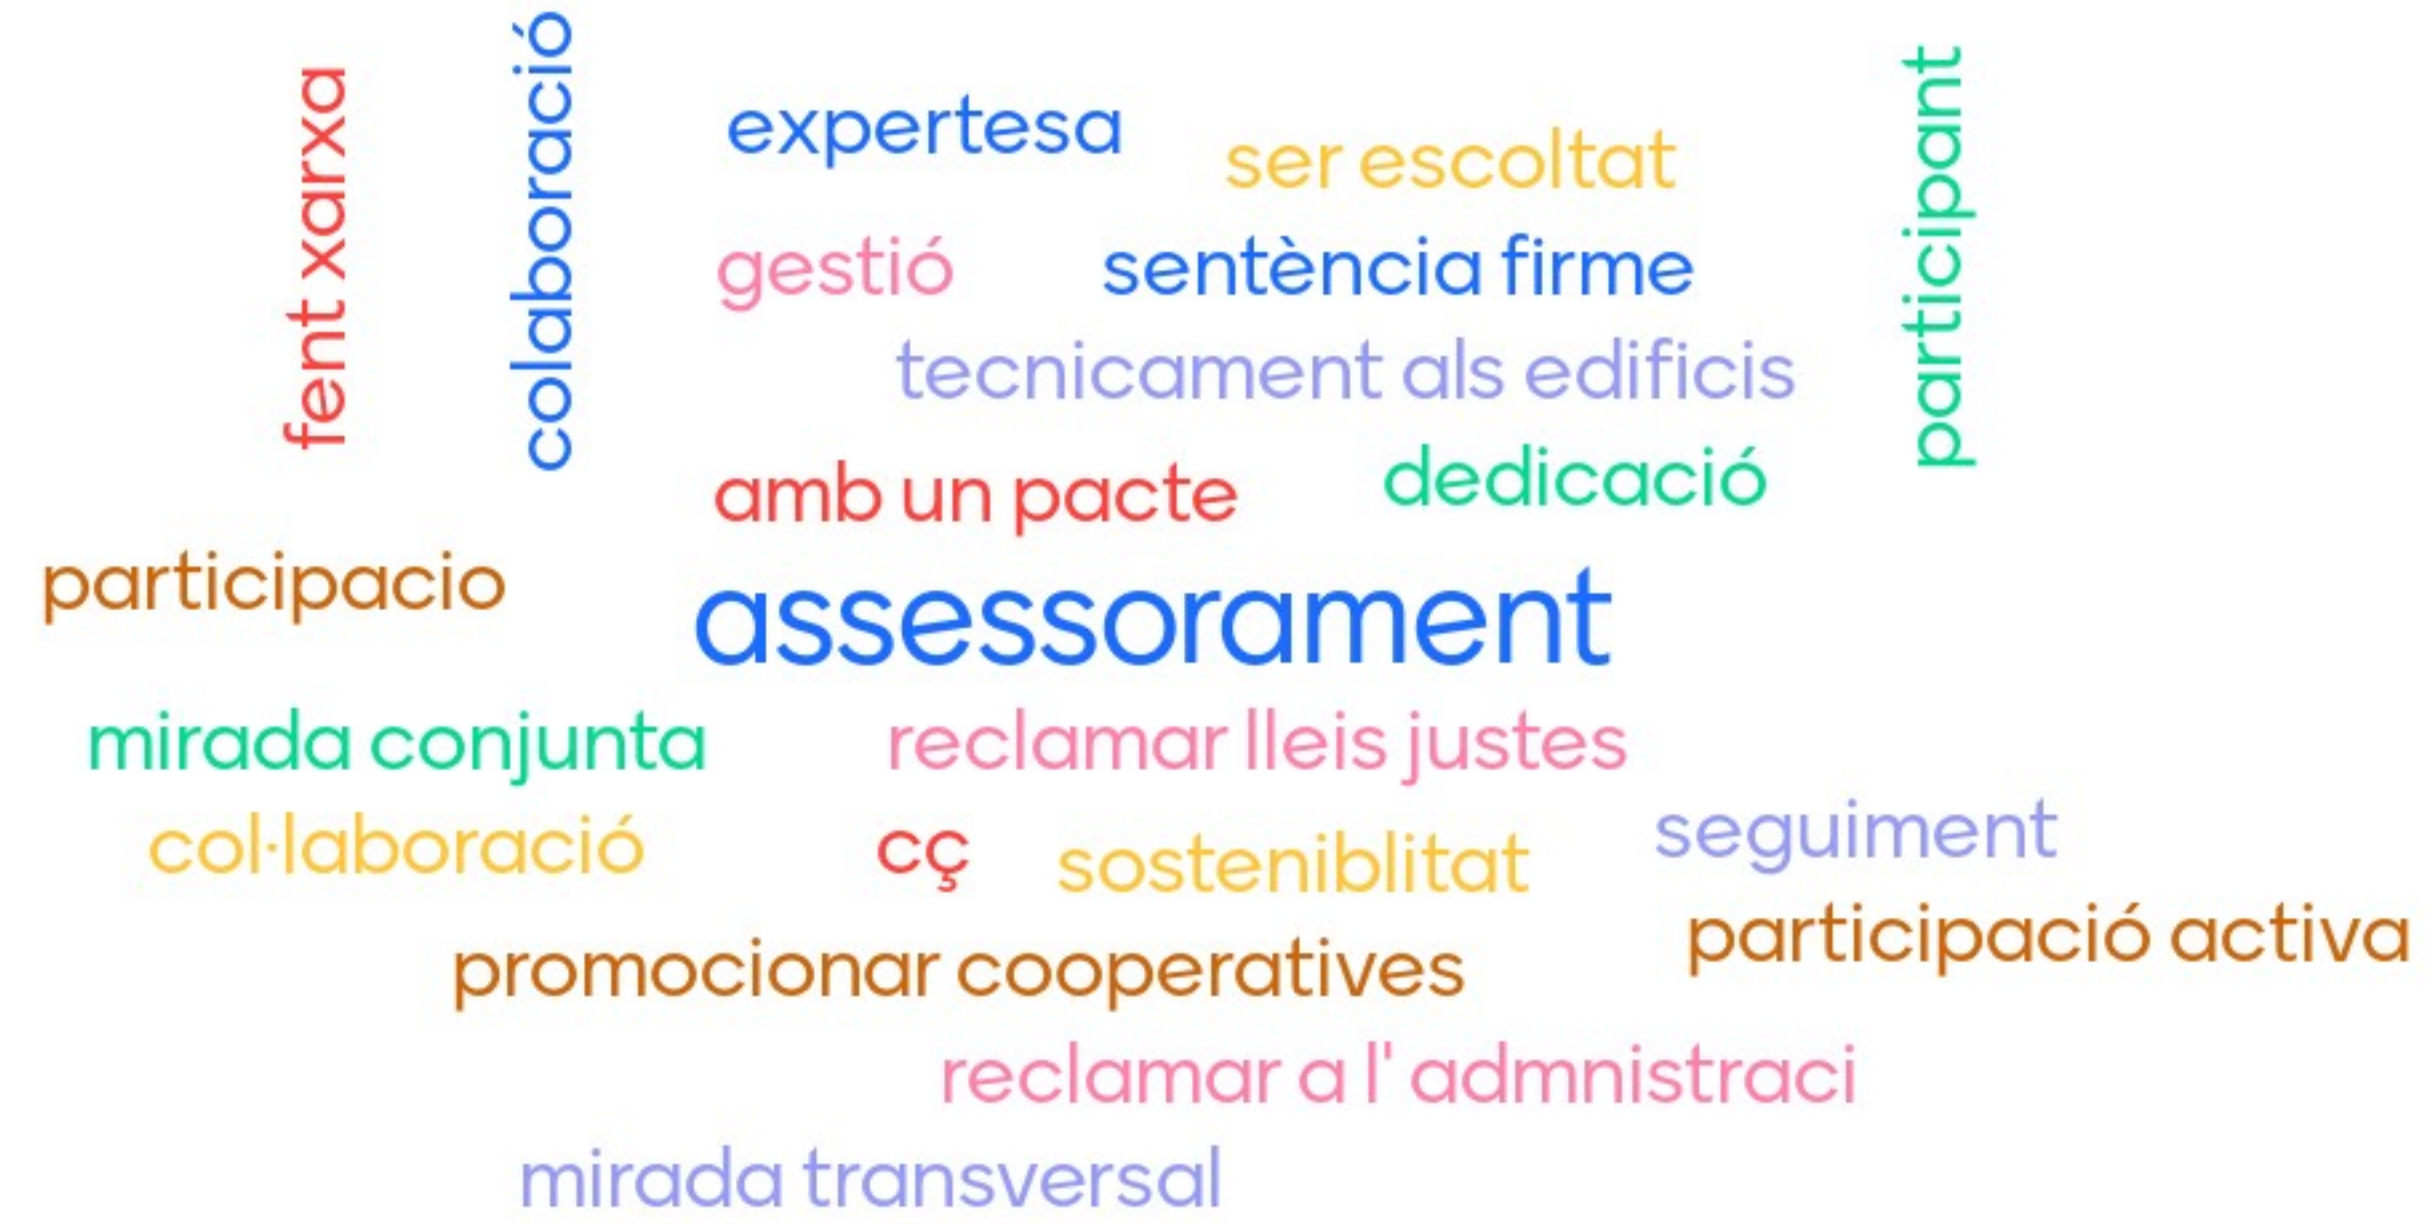 fent xarxa
colaboració
expertesa
ser escoltat
participant
gestió
sentència firme
tecnicament als edificis
amb un pacte
dedicació
participacio
assessorament
mirada conjunta
reclamar lleis justes
col·laboració
cç
sosteniblitat
seguiment
participació activa
promocionar cooperatives
reclamar a l' admnistraci
mirada transversal